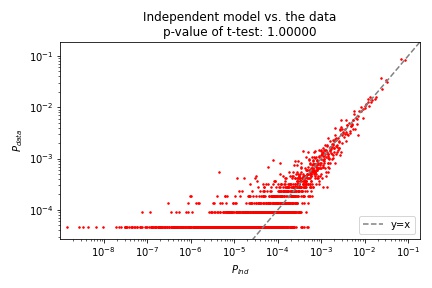 Independent model vs. the data
p-value of t-test: 1.00000
P_data
10⁻¹
10⁻²
10⁻³
10⁻⁴
y=x
10⁻⁸ 10⁻⁷ 10⁻⁶ 10⁻⁵ 10⁻⁴ 10⁻³ 10⁻² 10⁻¹
P_ind